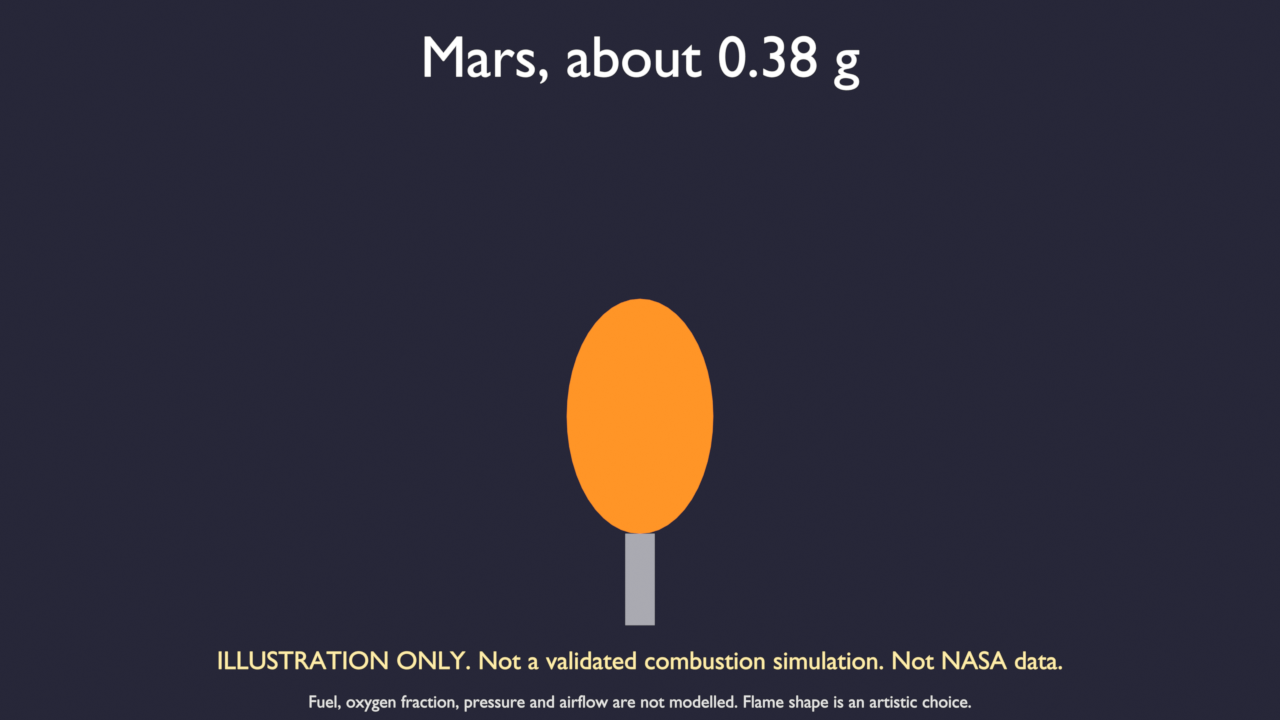 Mars, about 0.38 g
ILLUSTRATION ONLY. Not a validated combustion simulation. Not NASA data.
Fuel, oxygen fraction, pressure and airflow are not modelled. Flame shape is an artistic choice.